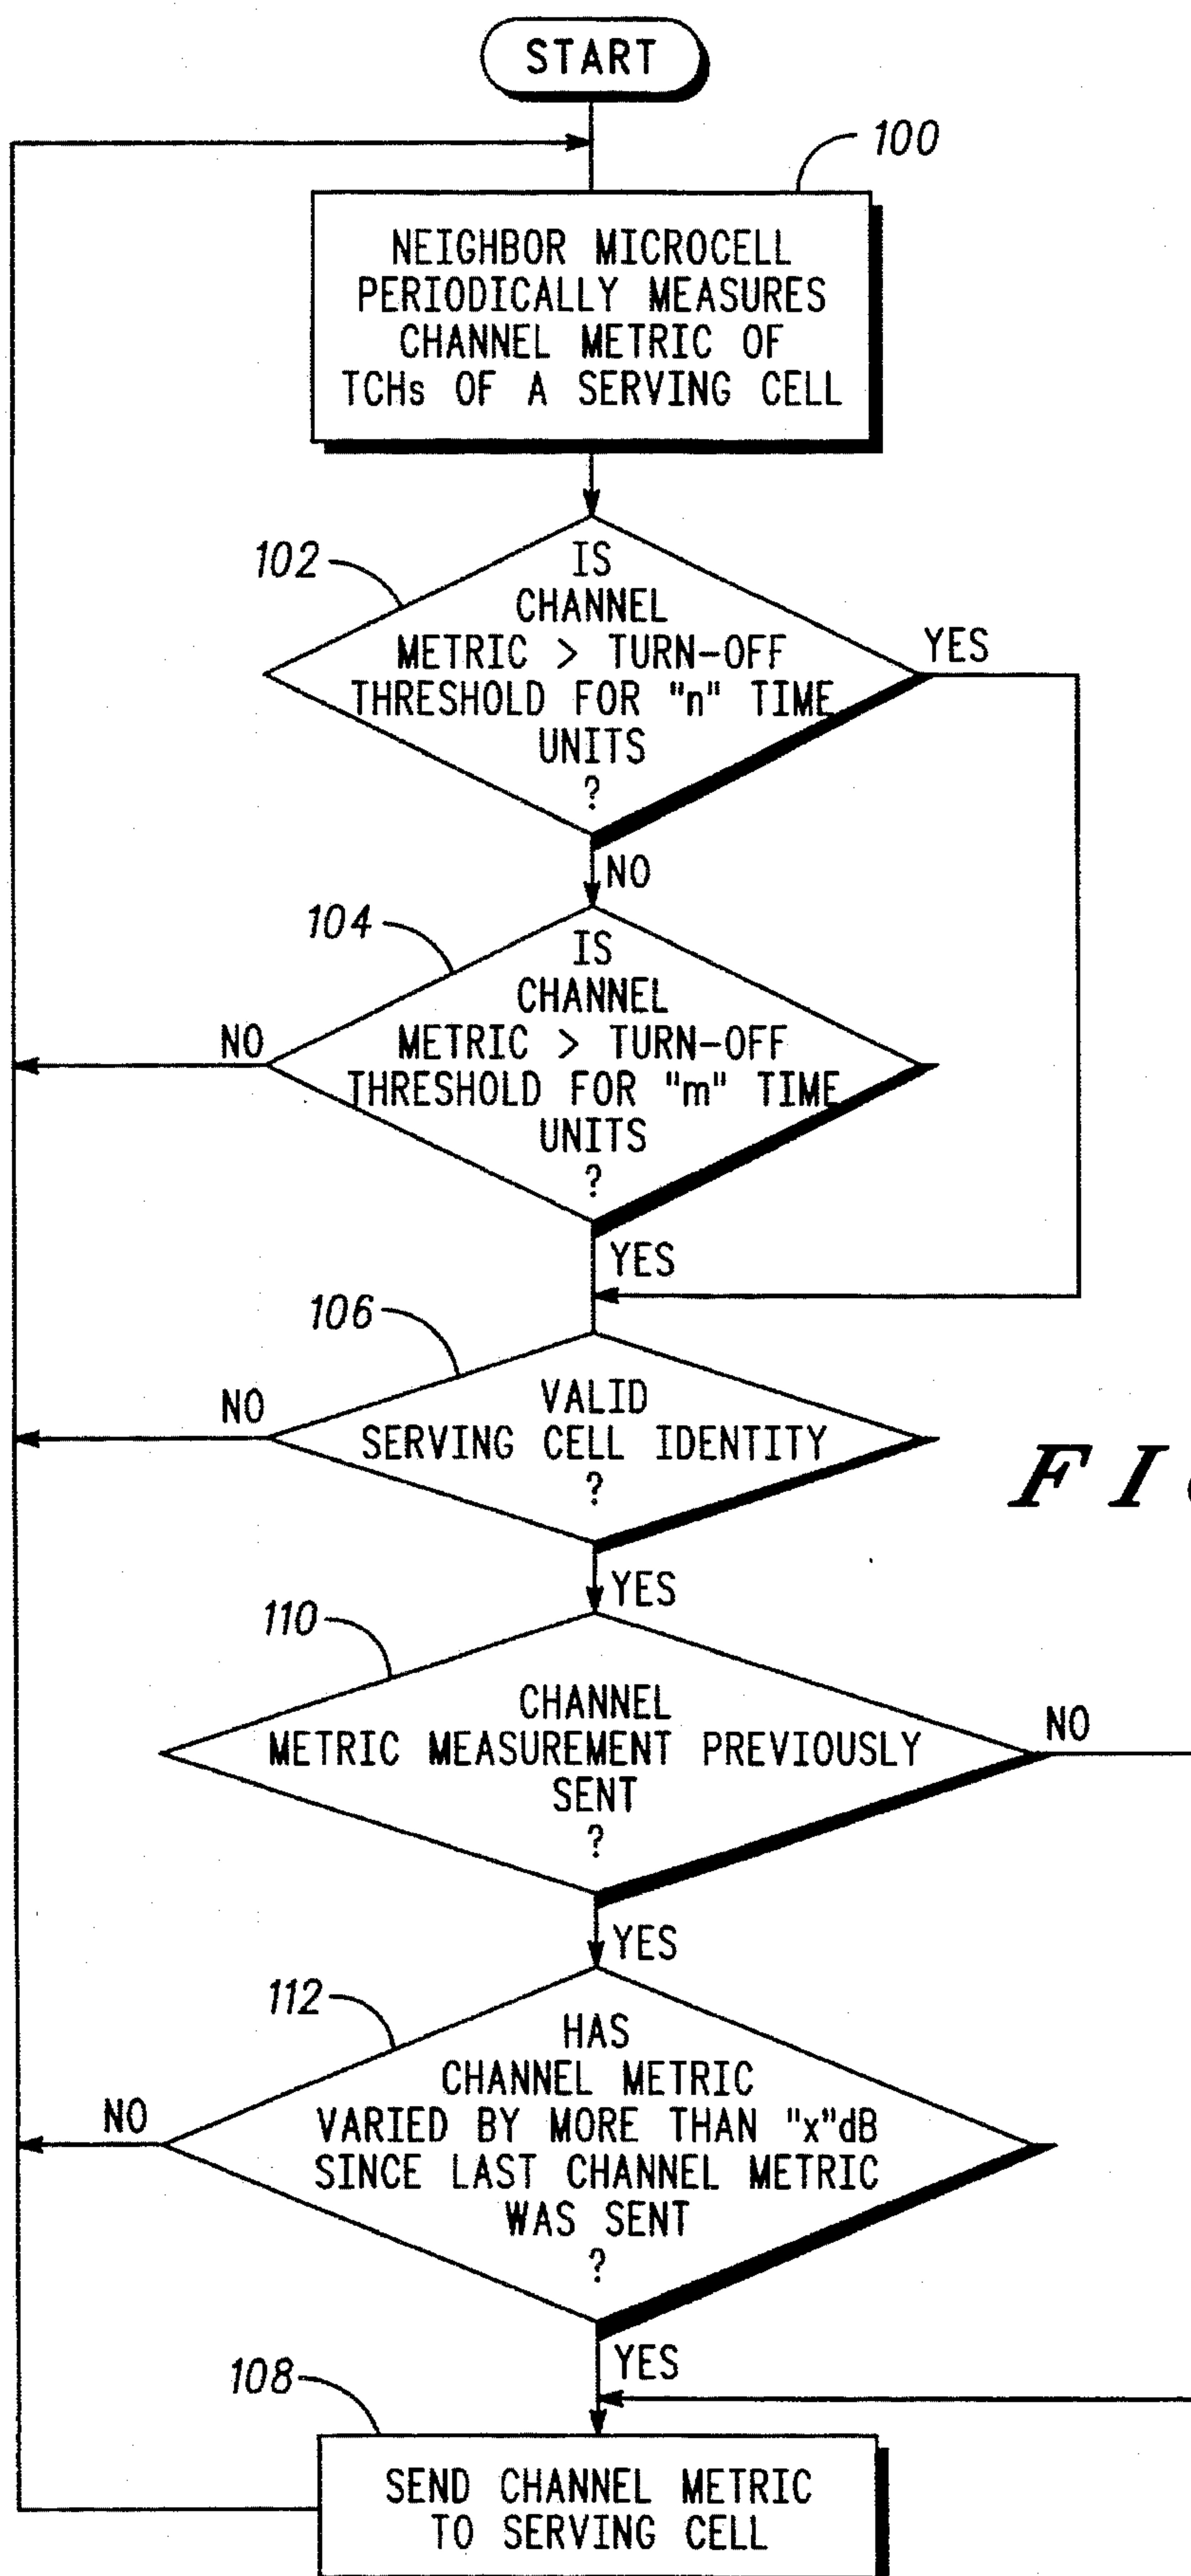 START
100
NEIGHBOR MICROCELL
PERIODICALLY MEASURES
CHANNEL METRIC OF
TCHs OF A SERVING CELL
102
IS
CHANNEL
METRIC > TURN-OFF
THRESHOLD FOR "n" TIME
UNITS
?
YES
NO
104
IS
CHANNEL
METRIC > TURN-OFF
THRESHOLD FOR "m" TIME
UNITS
?
NO
YES
106
VALID
SERVING CELL IDENTITY
?
NO
FI
YES
110
CHANNEL
METRIC MEASUREMENT PREVIOUSLY
SENT
?
NO
YES
112
HAS
CHANNEL METRIC
VARIED BY MORE THAN "x"dB
SINCE LAST CHANNEL METRIC
WAS SENT
?
NO
YES
108
SEND CHANNEL METRIC
TO SERVING CELL